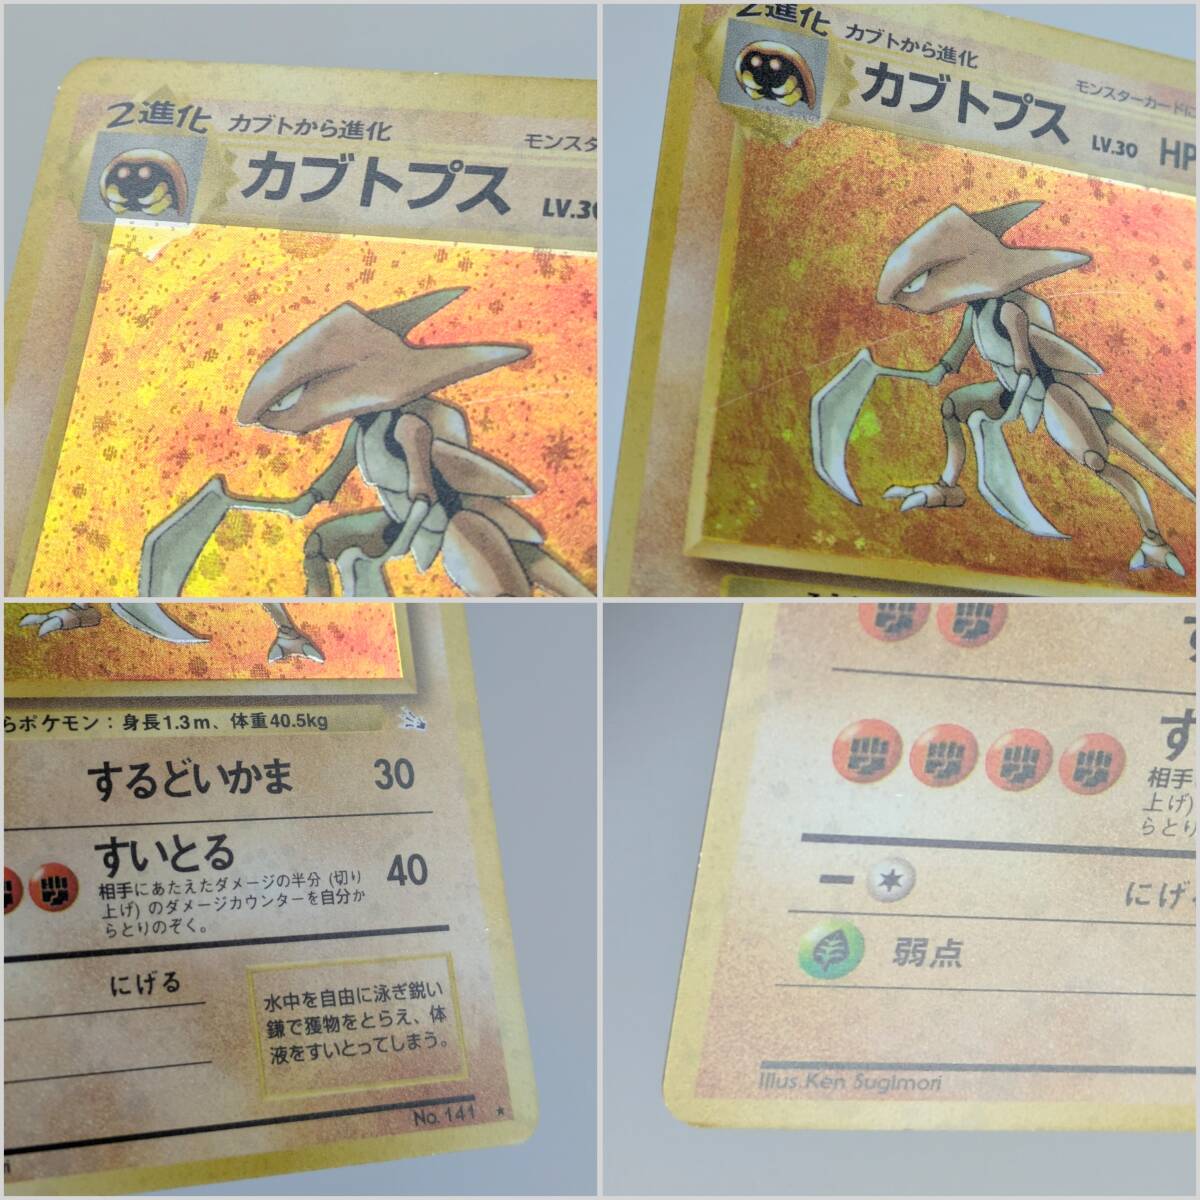 2進化 カブトから進化
モンスタ
カブトプス LV.30
2進化 カブトから進化
モンスターカードに
カブトプス LV.30 HP
らポケモン：身長1.3m、体重40.5kg
するどいかま 30
すいとる 40
相手にあたえたダメージの半分（切り
上げ）のダメージカウンターを自分か
らとりのぞく。
にげる
水中を自由に泳ぎ鋭い
鎌で獲物をとらえ、体
液をすいとってしまう。
No. 141 ★
す
相手
上げ）
らとり
にげ
弱点
Illus. Ken Sugimori